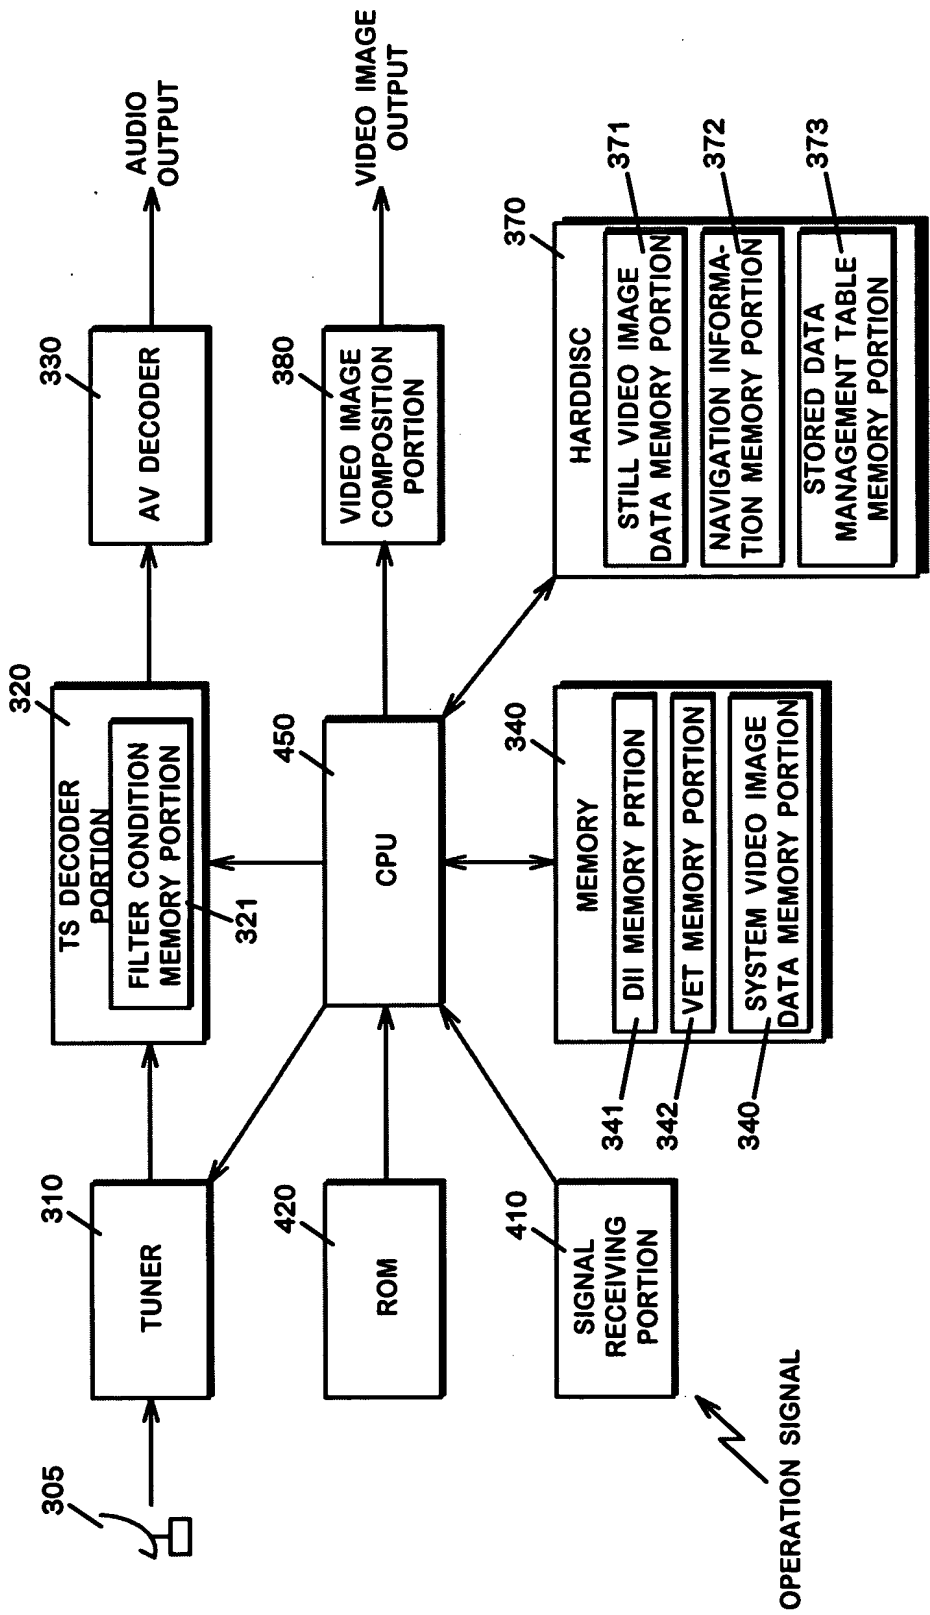 305
310
TUNER
320
TS DECODER
PORTION
FILTER CONDITION
MEMORY PORTION
321
330
AV DECODER
AUDIO
OUTPUT
420
ROM
450
CPU
380
VIDEO IMAGE
COMPOSITION
PORTION
VIDEO IMAGE
OUTPUT
OPERATION SIGNAL
410
SIGNAL
RECEIVING
PORTION
340
MEMORY
341
DII MEMORY PRTION
342
VET MEMORY PORTION
340
SYSTEM VIDEO IMAGE
DATA MEMORY PORTION
370
HARDDISC
STILL VIDEO IMAGE
DATA MEMORY PORTION
371
NAVIGATION INFORMA-
TION MEMORY PORTION
372
STORED DATA
MANAGEMENT TABLE
MEMORY PORTION
373